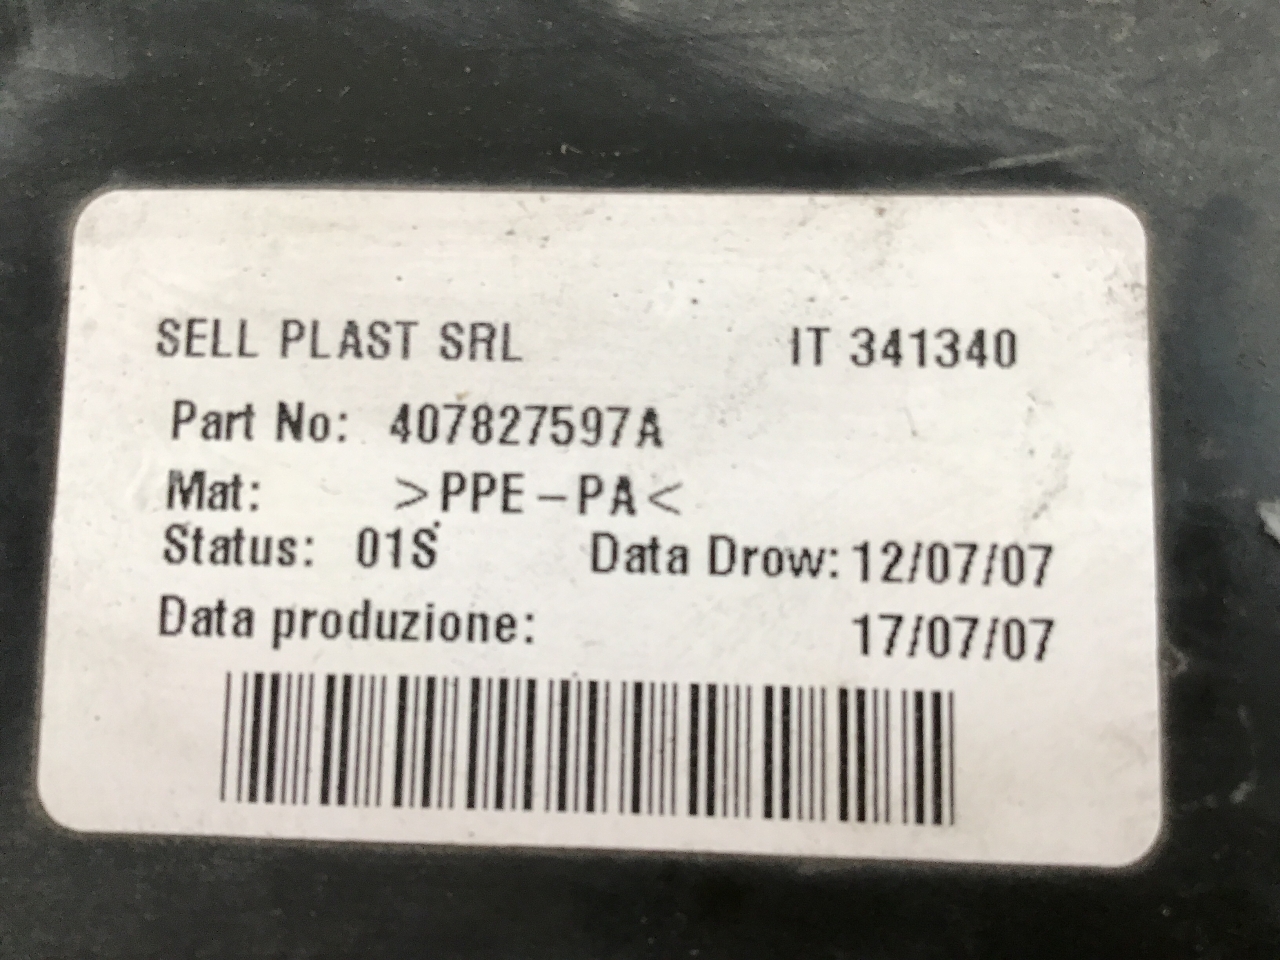 SELL PLAST SRL IT 341340
Part No: 407827597A
Mat: >PPE-PA<
Status: 01S Data Drow: 12/07/07
Data produzione: 17/07/07